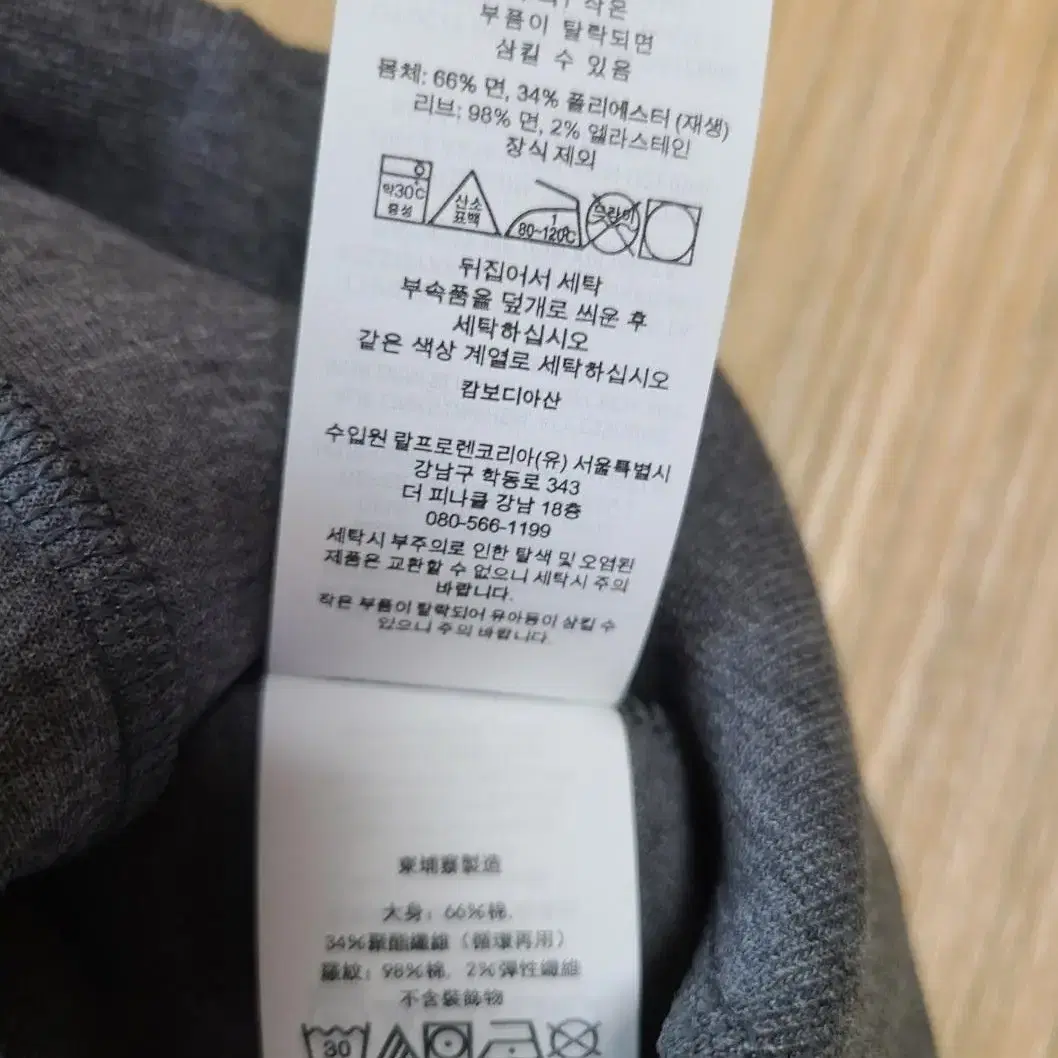 작은
부품이 탈락되면
삼킬 수 있음
몸체: 66% 면, 34% 폴리에스터 (재생)
리브: 98% 면, 2% 엘라스테인
장식 제외
약30℃
중성
산소
표백
1
80~120℃
드라이
뒤집어서 세탁
부속품을 덮개로 씌운 후
세탁하십시오
같은 색상 계열로 세탁하십시오
캄보디아산
수입원 랄프로렌코리아(유) 서울특별시
강남구 학동로 343
더 피나클 강남 18층
080-566-1199
세탁시 부주의로 인한 탈색 및 오염된
제품은 교환할 수 없으니 세탁시 주의
바랍니다.
작은 부품이 탈락되어 유아등이 삼킬 수
있으니 주의 바랍니다.
柬埔寨製造
大身: 66%棉,
34%聚酯纖維 (循環再用)
羅紋: 98%棉, 2%彈性纖維
不含裝飾物
30